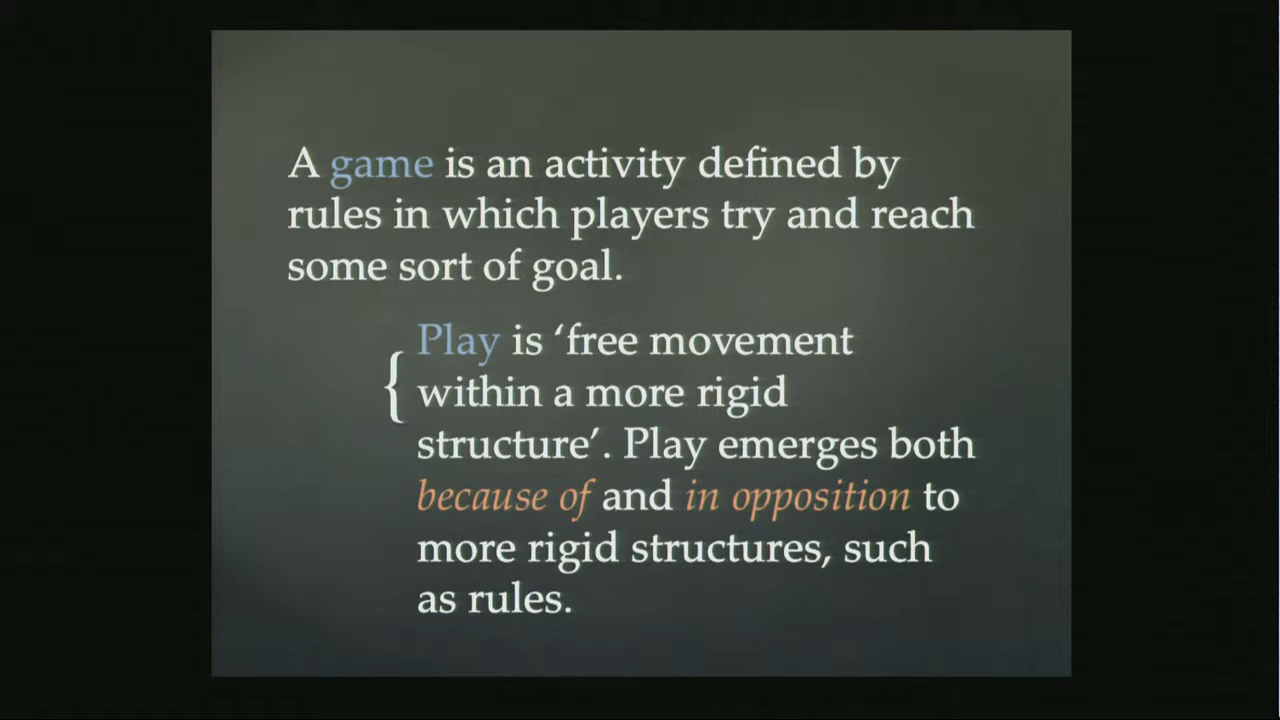 A game is an activity defined by
rules in which players try and reach
some sort of goal.
{
Play is ‘free movement
within a more rigid
structure’. Play emerges both
because of and in opposition to
more rigid structures, such
as rules.